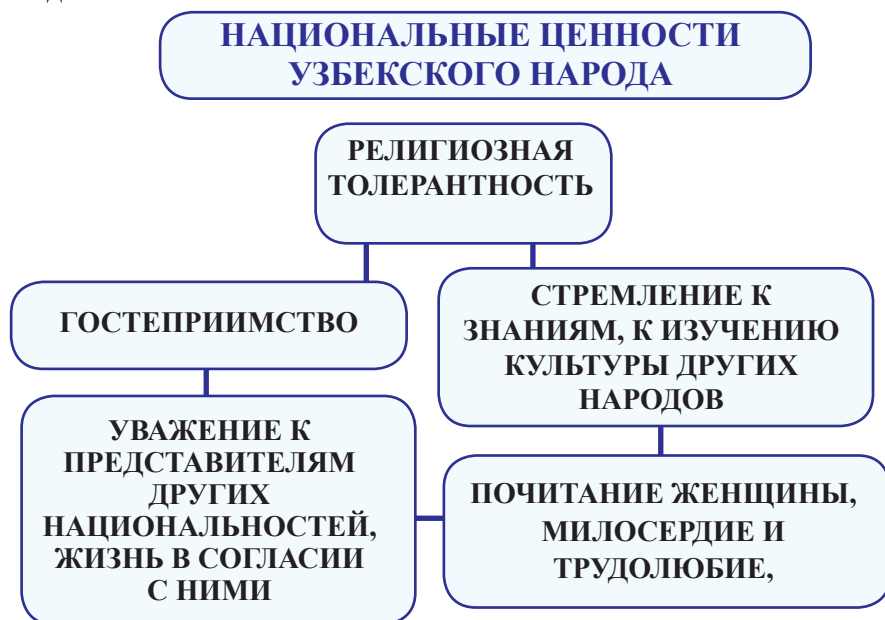 НАЦИОНАЛЬНЫЕ ЦЕННОСТИ
УЗБЕКСКОГО НАРОДА
РЕЛИГИОЗНАЯ
ТОЛЕРАНТНОСТЬ
ГОСТЕПРИИМСТВО
СТРЕМЛЕНИЕ К
ЗНАНИЯМ, К ИЗУЧЕНИЮ
КУЛЬТУРЫ ДРУГИХ
НАРОДОВ
УВАЖЕНИЕ К
ПРЕДСТАВИТЕЛЯМ
ДРУГИХ
НАЦИОНАЛЬНОСТЕЙ,
ЖИЗНЬ В СОГЛАСИИ
С НИМИ
ПОЧИТАНИЕ ЖЕНЩИНЫ,
МИЛОСЕРДИЕ И
ТРУДОЛЮБИЕ,